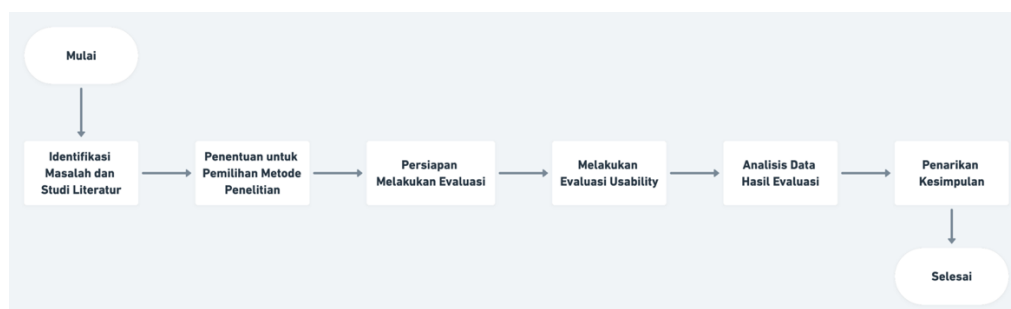 Mulai
Identifikasi
Masalah dan
Studi Literatur
Penentuan untuk
Pemilihan Metode
Penelitian
Persiapan
Melakukan Evaluasi
Melakukan
Evaluasi Usability
Analisis Data
Hasil Evaluasi
Penarikan
Kesimpulan
Selesai